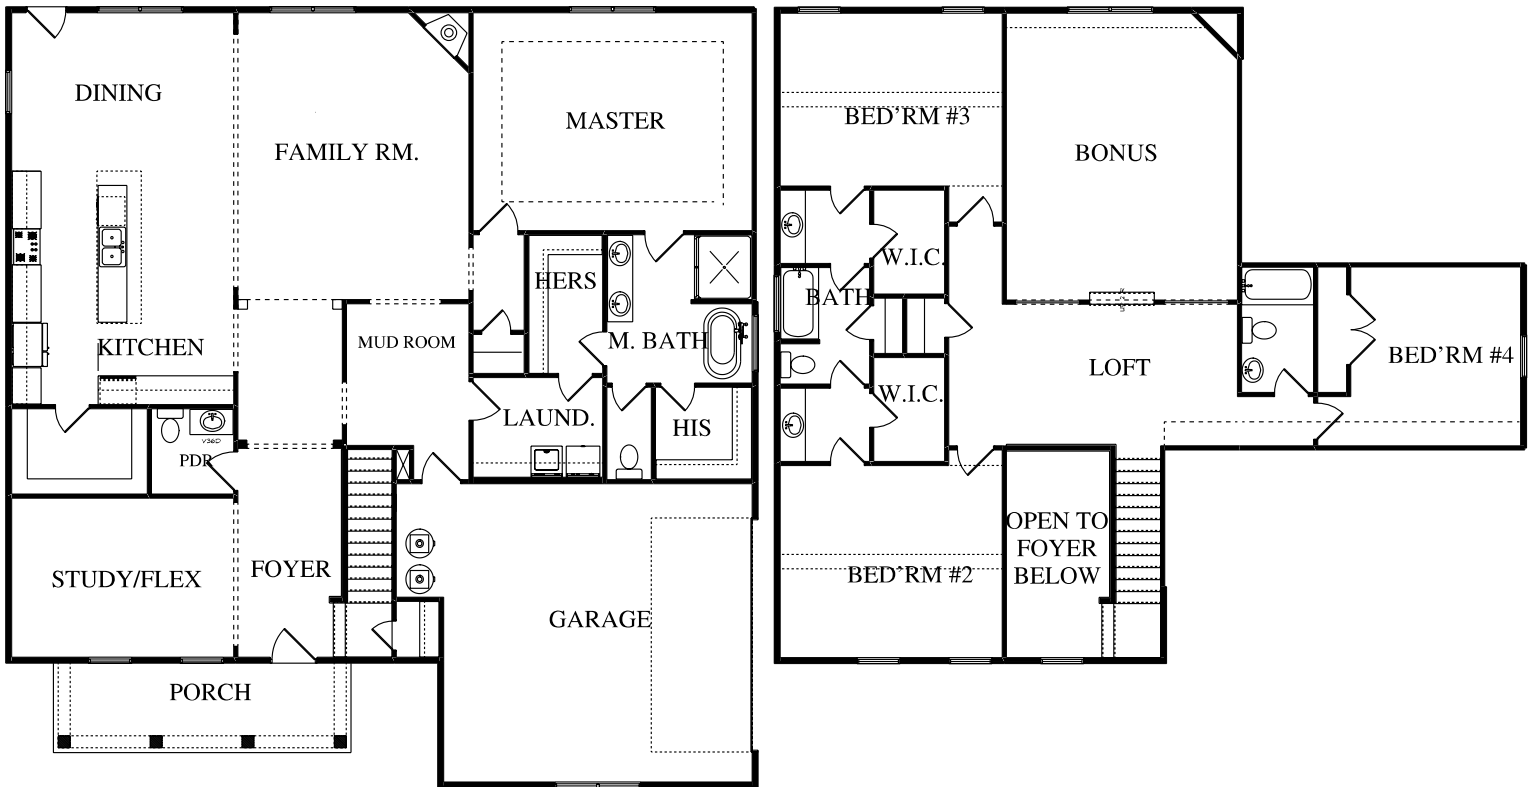 DINING
FAMILY RM.
MASTER
HERS
KITCHEN
MUD ROOM
M. BATH
LAUND.
HIS
V36D
PDR
STUDY/FLEX
FOYER
GARAGE
PORCH
BED'RM #3
BONUS
W.I.C.
BATH
LOFT
BED'RM #4
W.I.C.
OPEN TO
FOYER
BELOW
BED'RM #2